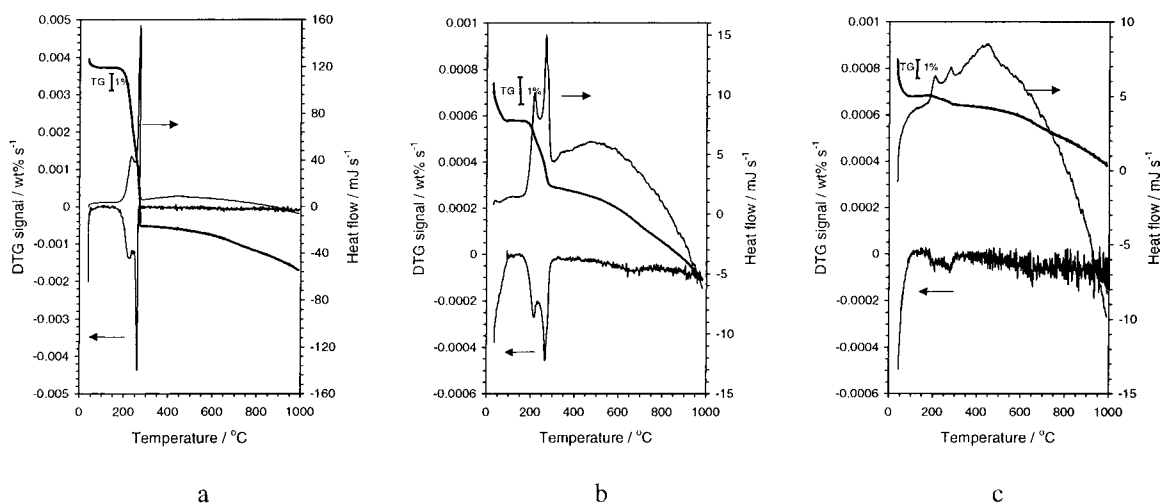 0.005
0.004
0.003
0.002
0.001
0
-0.001
-0.002
-0.003
-0.004
-0.005
DTG signal / wt% s⁻¹
TG 1%
160
120
80
40
0
-40
-80
-120
-160
Heat flow / mJ s⁻¹
0 200 400 600 800 1000
Temperature / °C
a
0.001
0.0008
0.0006
0.0004
0.0002
0
-0.0002
-0.0004
-0.0006
DTG signal / wt% s⁻¹
TG 1%
15
10
5
0
-5
-10
-15
Heat flow / mJ s⁻¹
0 200 400 600 800 1000
Temperature / °C
b
0.001
0.0008
0.0006
0.0004
0.0002
0
-0.0002
-0.0004
-0.0006
DTG signal / wt% s⁻¹
TG 1%
10
5
0
-5
-10
-15
Heat flow / mJ s⁻¹
0 200 400 600 800 1000
Temperature / °C
c